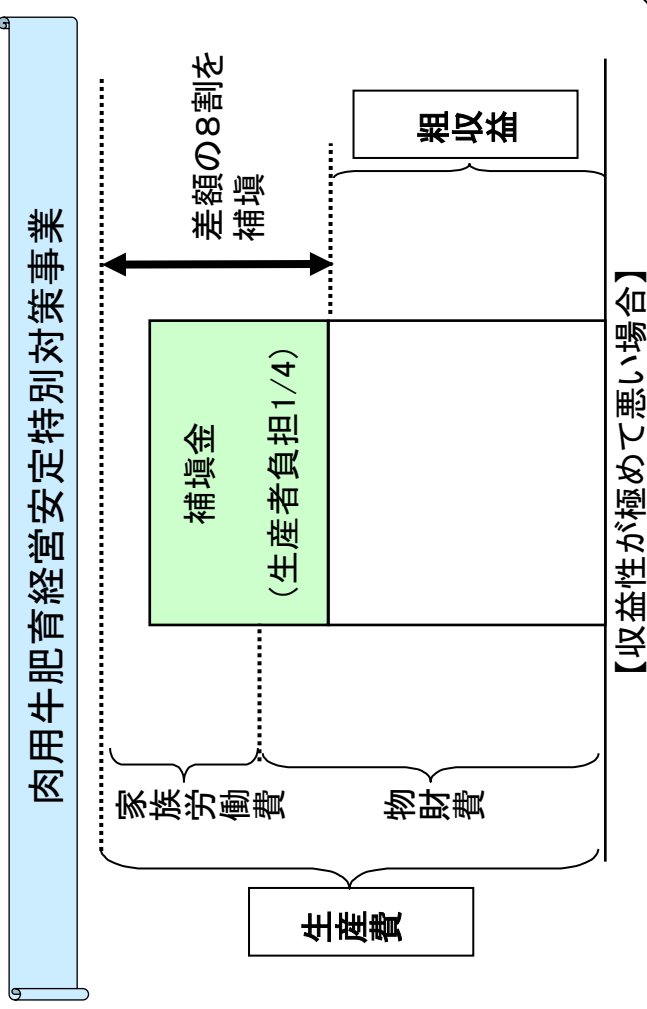 肉用牛肥育経営安定特別対策事業
差額の8割を
補塡
補塡金
(生産者負担1/4)
家族労働費
物財費
生産費
粗収益
【収益性が極めて悪い場合】